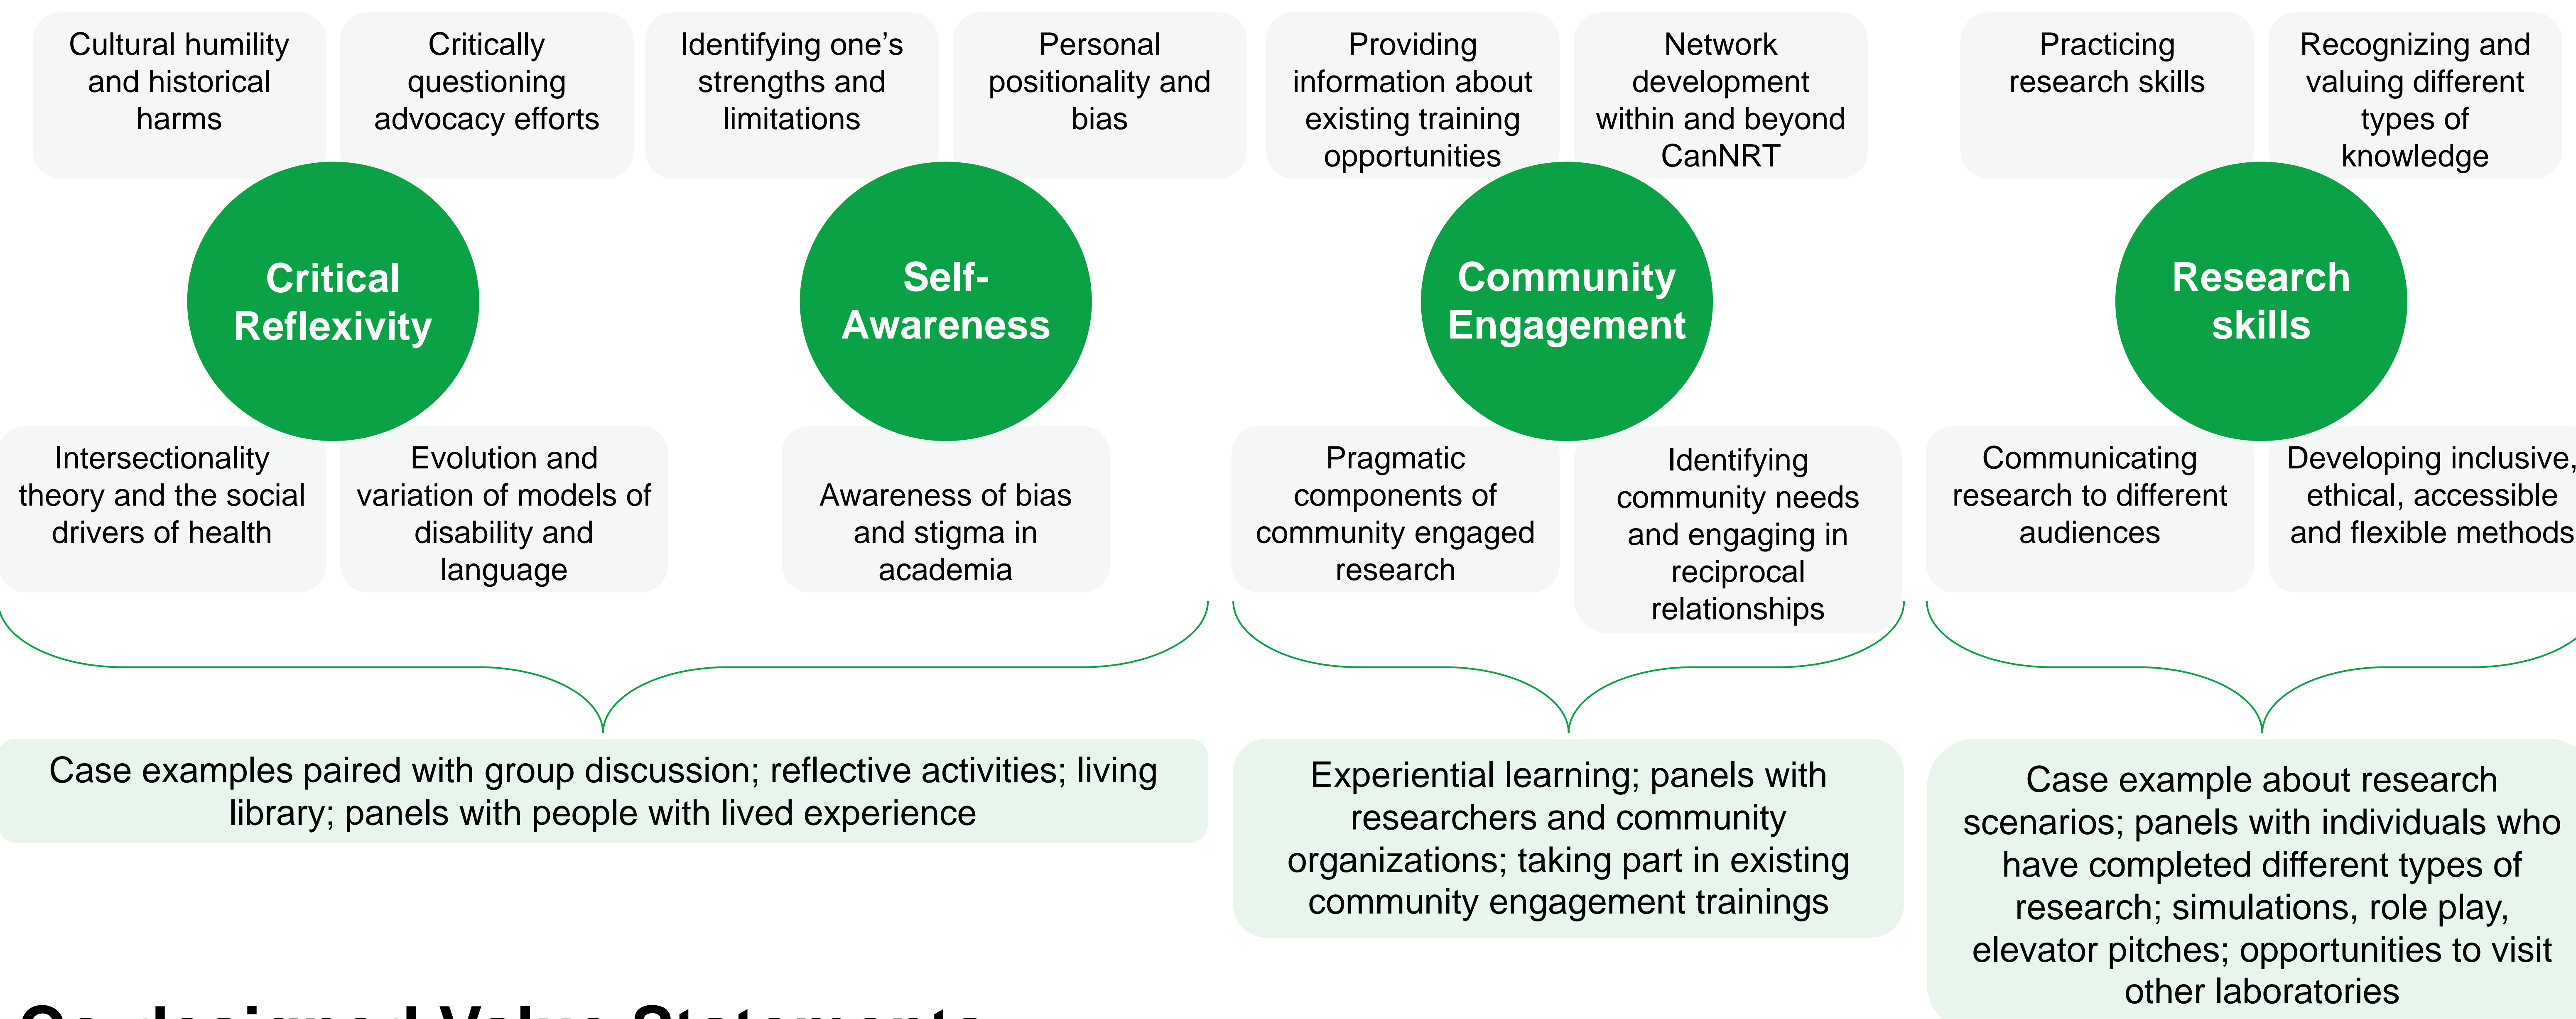 Cultural humility
and historical
harms
Critically
questioning
advocacy efforts
Identifying one’s
strengths and
limitations
Personal
positionality and
bias
Providing
information about
existing training
opportunities
Network
development
within and beyond
CanNRT
Practicing
research skills
Recognizing and
valuing different
types of
knowledge
Critical
Reflexivity
Self-
Awareness
Community
Engagement
Research
skills
Intersectionality
theory and the social
drivers of health
Evolution and
variation of models of
disability and
language
Awareness of bias
and stigma in
academia
Pragmatic
components of
community engaged
research
Identifying
community needs
and engaging in
reciprocal
relationships
Communicating
research to different
audiences
Developing inclusive,
ethical, accessible
and flexible methods
Case examples paired with group discussion; reflective activities; living
library; panels with people with lived experience
Experiential learning; panels with
researchers and community
organizations; taking part in existing
community engagement trainings
Case example about research
scenarios; panels with individuals who
have completed different types of
research; simulations, role play,
elevator pitches; opportunities to visit
other laboratories
Co-designed Value Statements